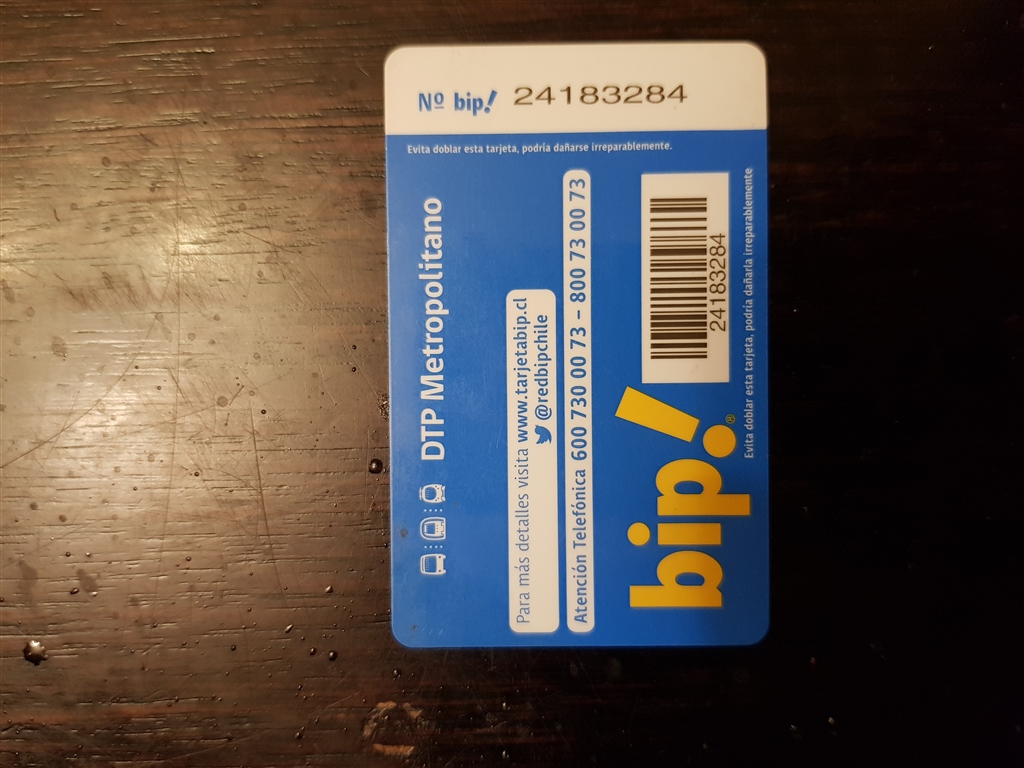 Nº bip! 24183284
Evita doblar esta tarjeta, podría dañarse irreparablemente.
DTP Metropolitano
Para más detalles visita www.tarjetabip.cl
@redbipchile
Atención Telefónica 600 730 00 73 – 800 73 00 73
bip!®
24183284
Evita doblar esta tarjeta, podría dañarla irreparablemente